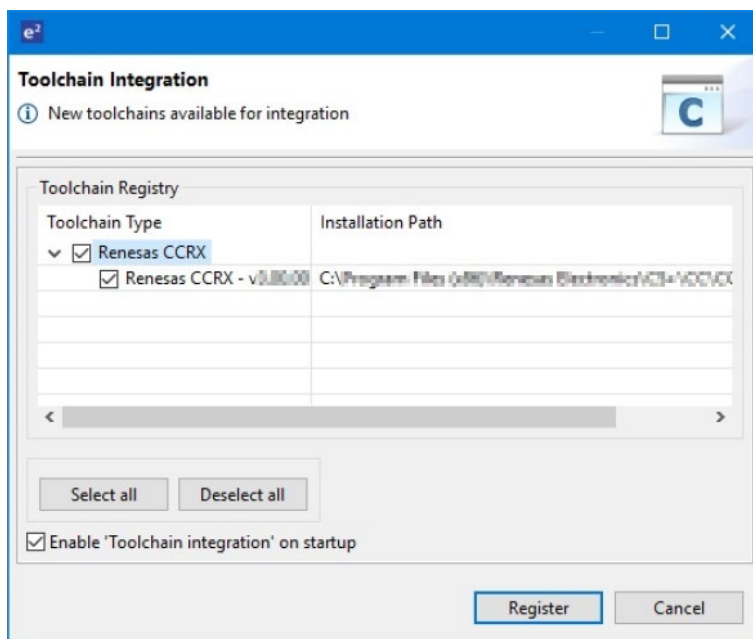 e²
Toolchain Integration
New toolchains available for integration
C
Toolchain Registry
Toolchain Type Installation Path
Renesas CCRX
Renesas CCRX - v C:\
Select all Deselect all
Enable 'Toolchain integration' on startup
Register Cancel